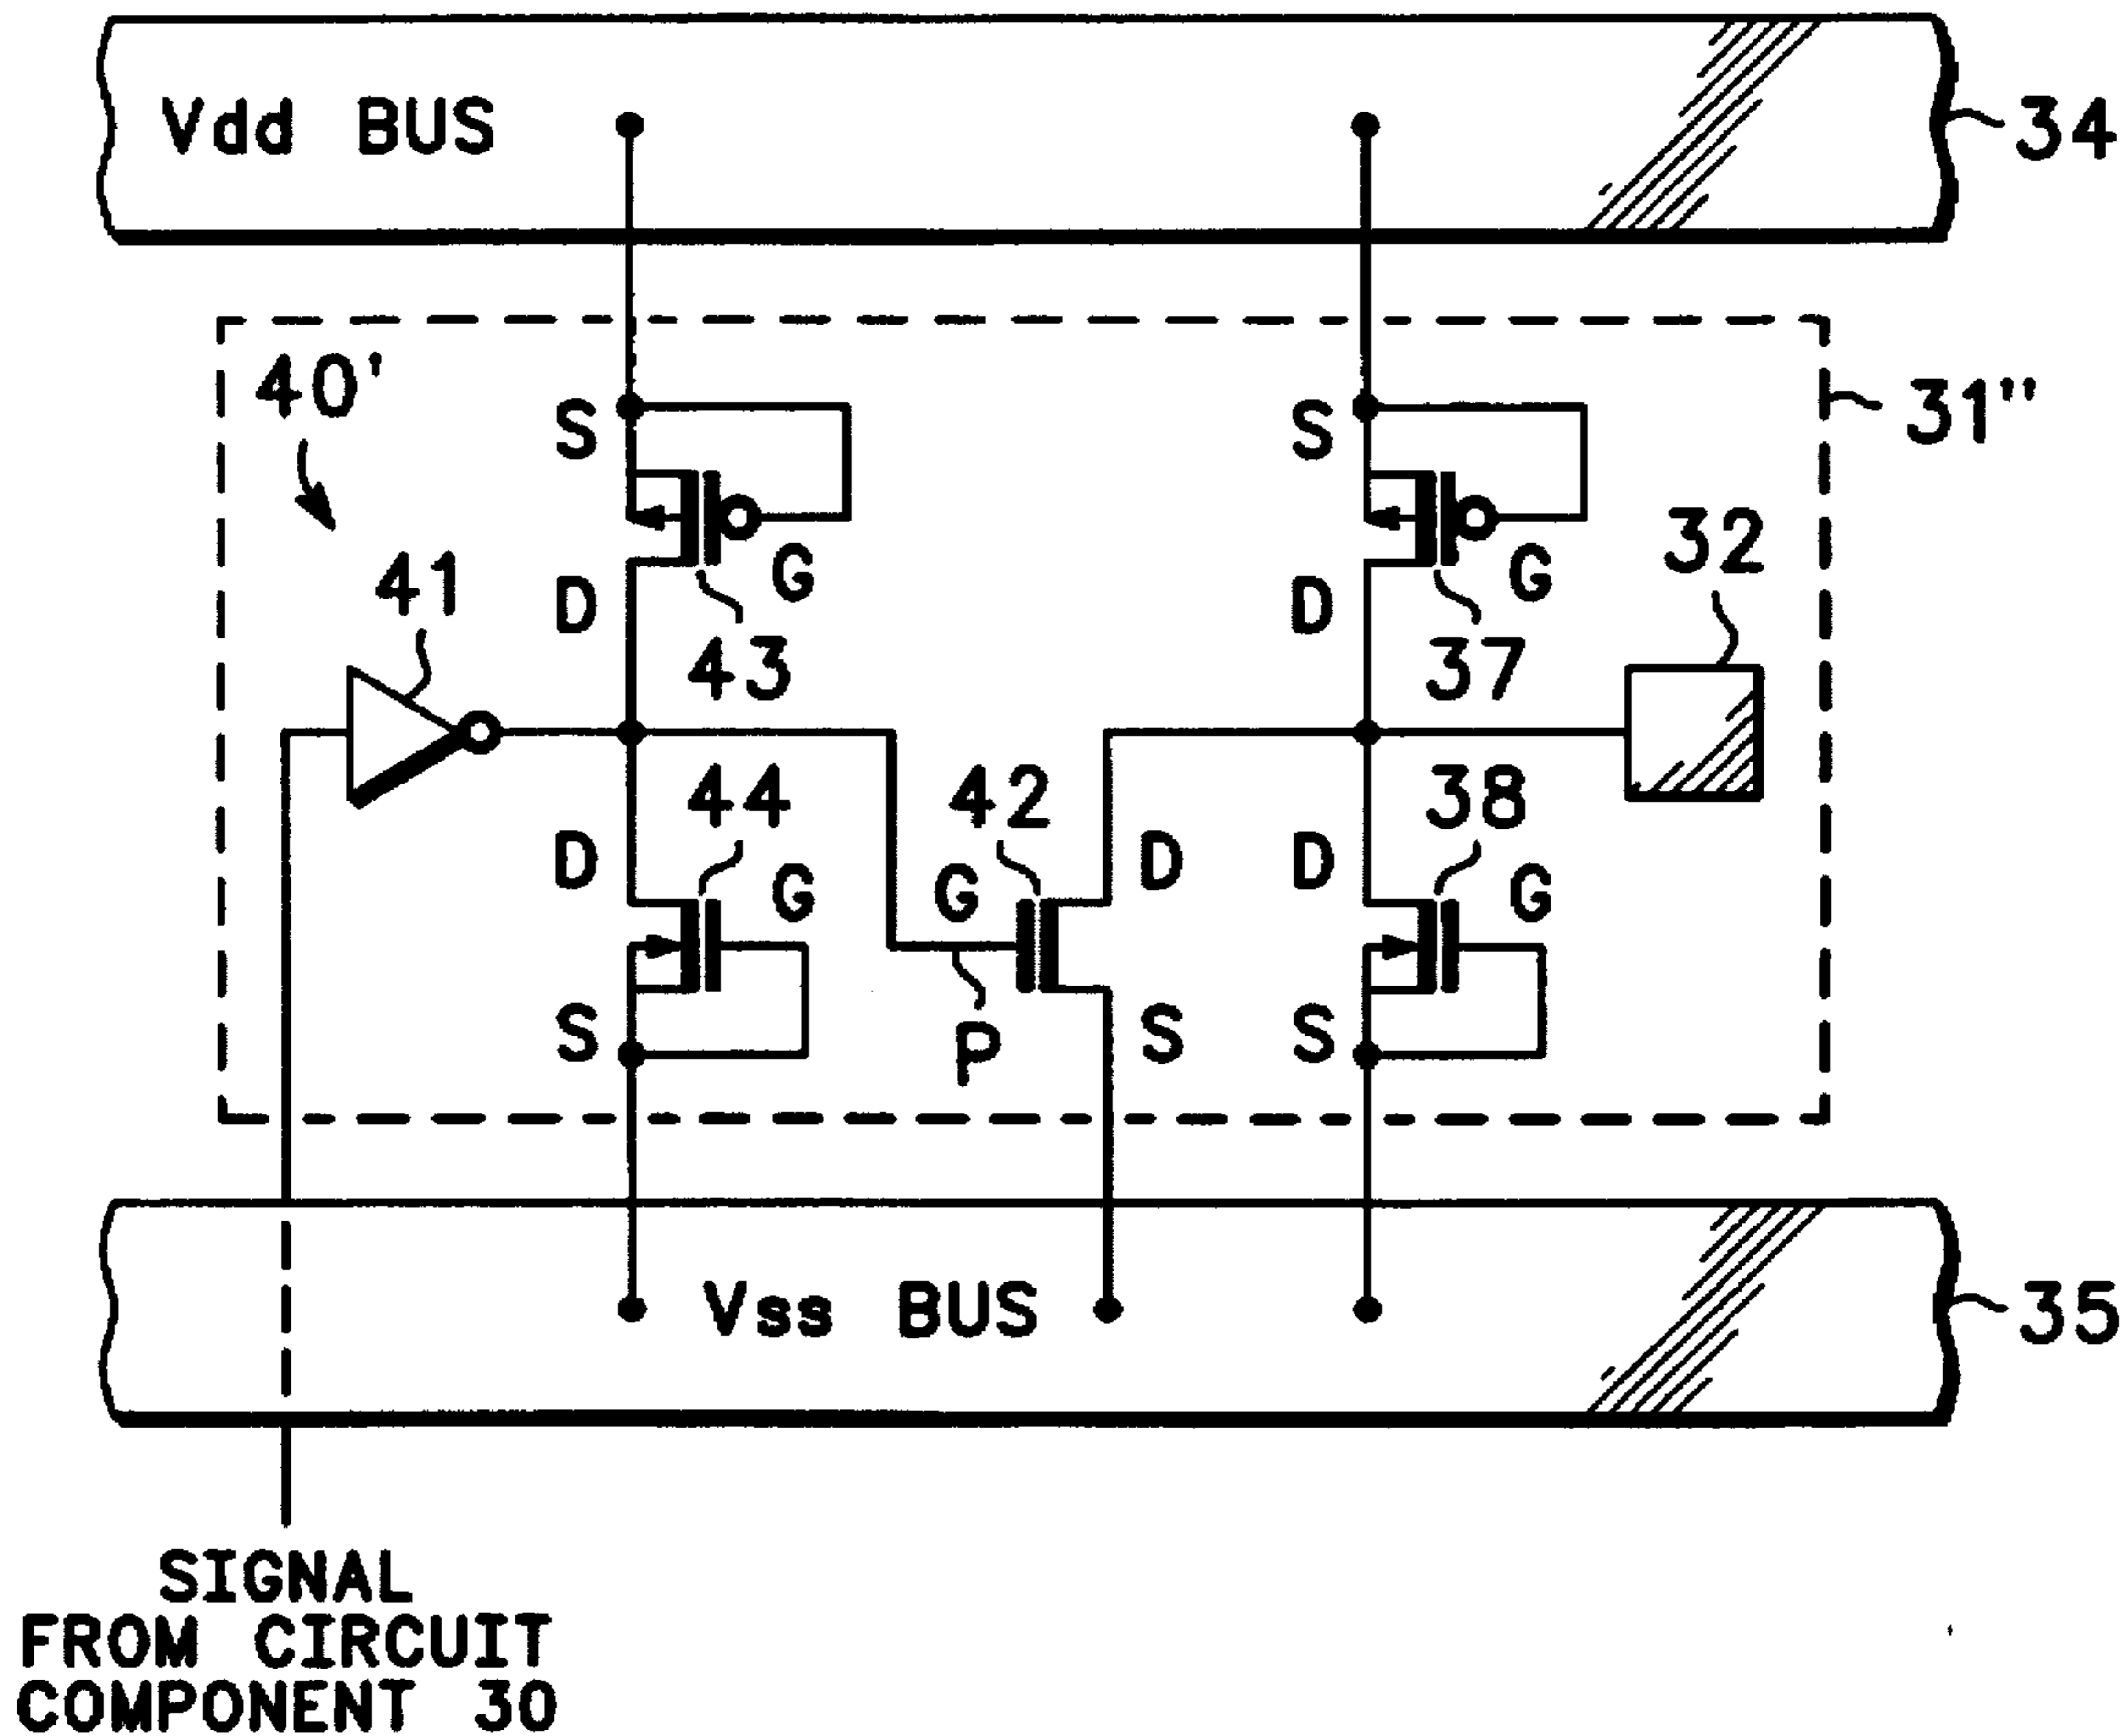 Vdd BUS
34
40'
S
S
31"
32
41
G
G
D
D
43
37
44
42
38
D
G
G
D
D
G
S
P
S
S
Vss BUS
35
SIGNAL
FROM CIRCUIT
COMPONENT 30